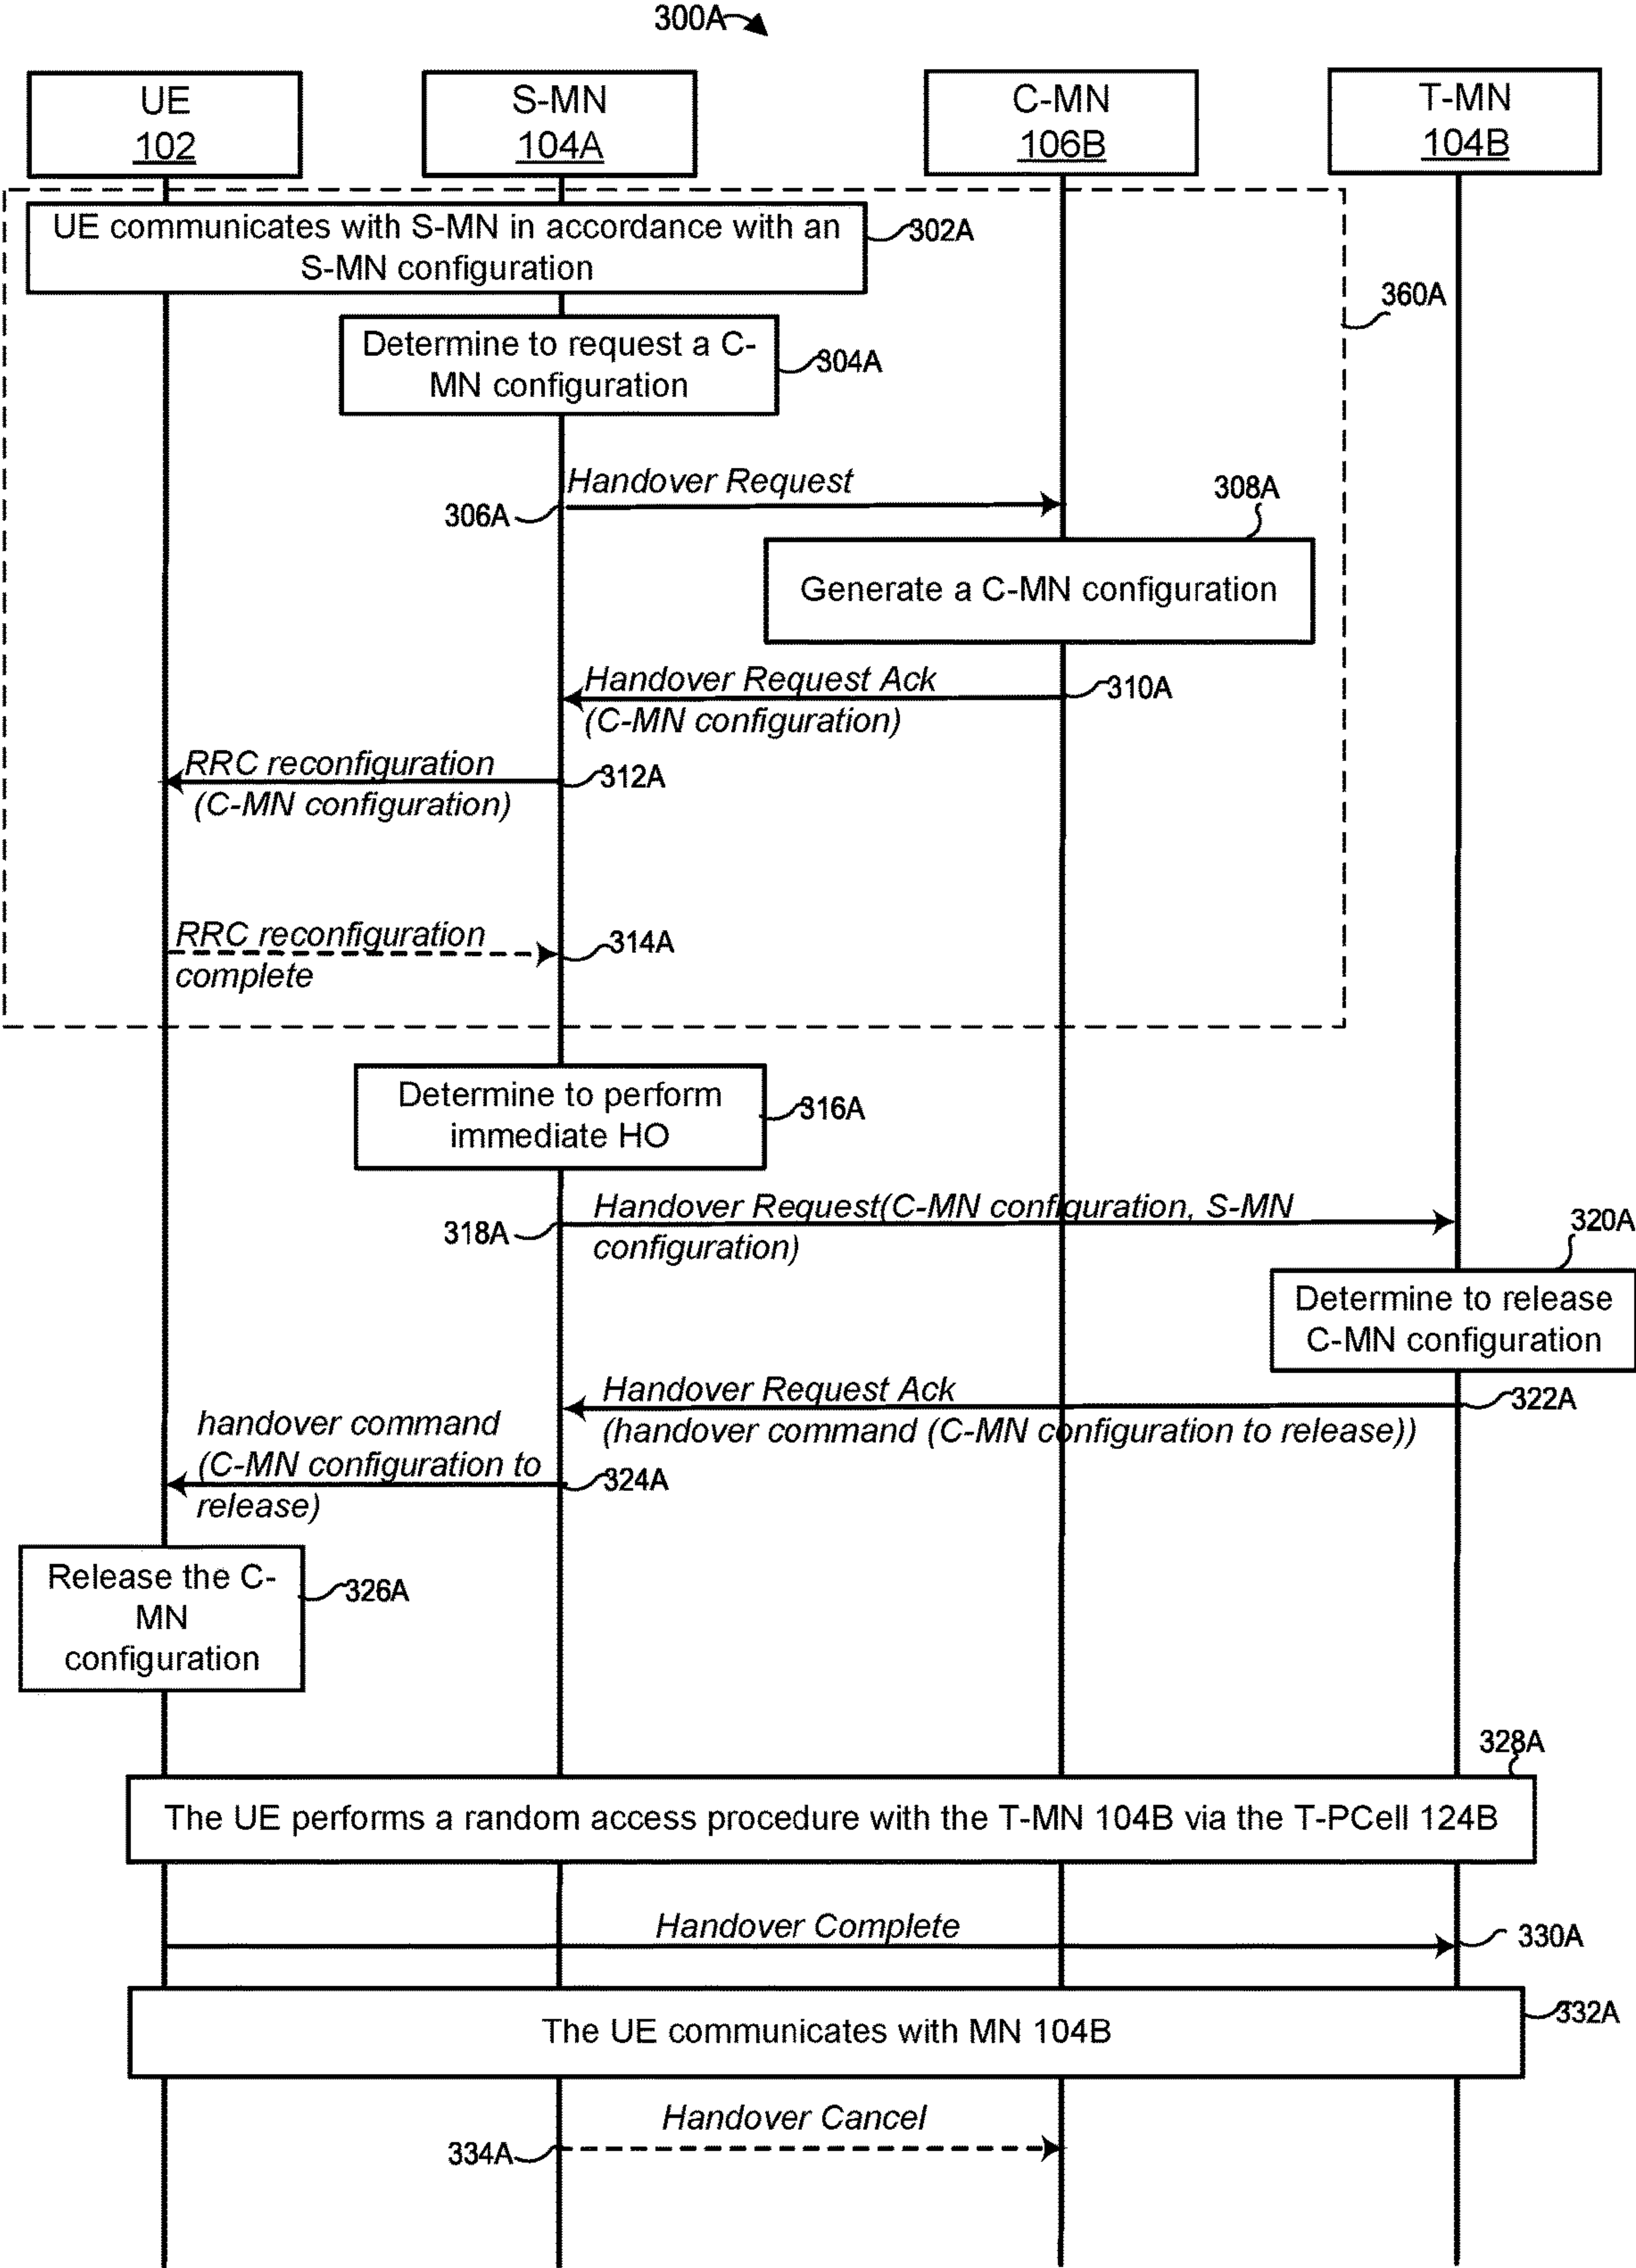 300A
UE
102
S-MN
104A
C-MN
106B
T-MN
104B
UE communicates with S-MN in accordance with an
S-MN configuration
302A
360A
Determine to request a C-
MN configuration
304A
Handover Request
306A
308A
Generate a C-MN configuration
Handover Request Ack
(C-MN configuration)
310A
RRC reconfiguration
(C-MN configuration)
312A
RRC reconfiguration
complete
314A
Determine to perform
immediate HO
316A
Handover Request(C-MN configuration, S-MN
configuration)
318A
320A
Determine to release
C-MN configuration
Handover Request Ack
(handover command (C-MN configuration to release))
322A
handover command
(C-MN configuration to
release)
324A
Release the C-
MN
configuration
326A
328A
The UE performs a random access procedure with the T-MN 104B via the T-PCell 124B
Handover Complete
330A
The UE communicates with MN 104B
332A
Handover Cancel
334A